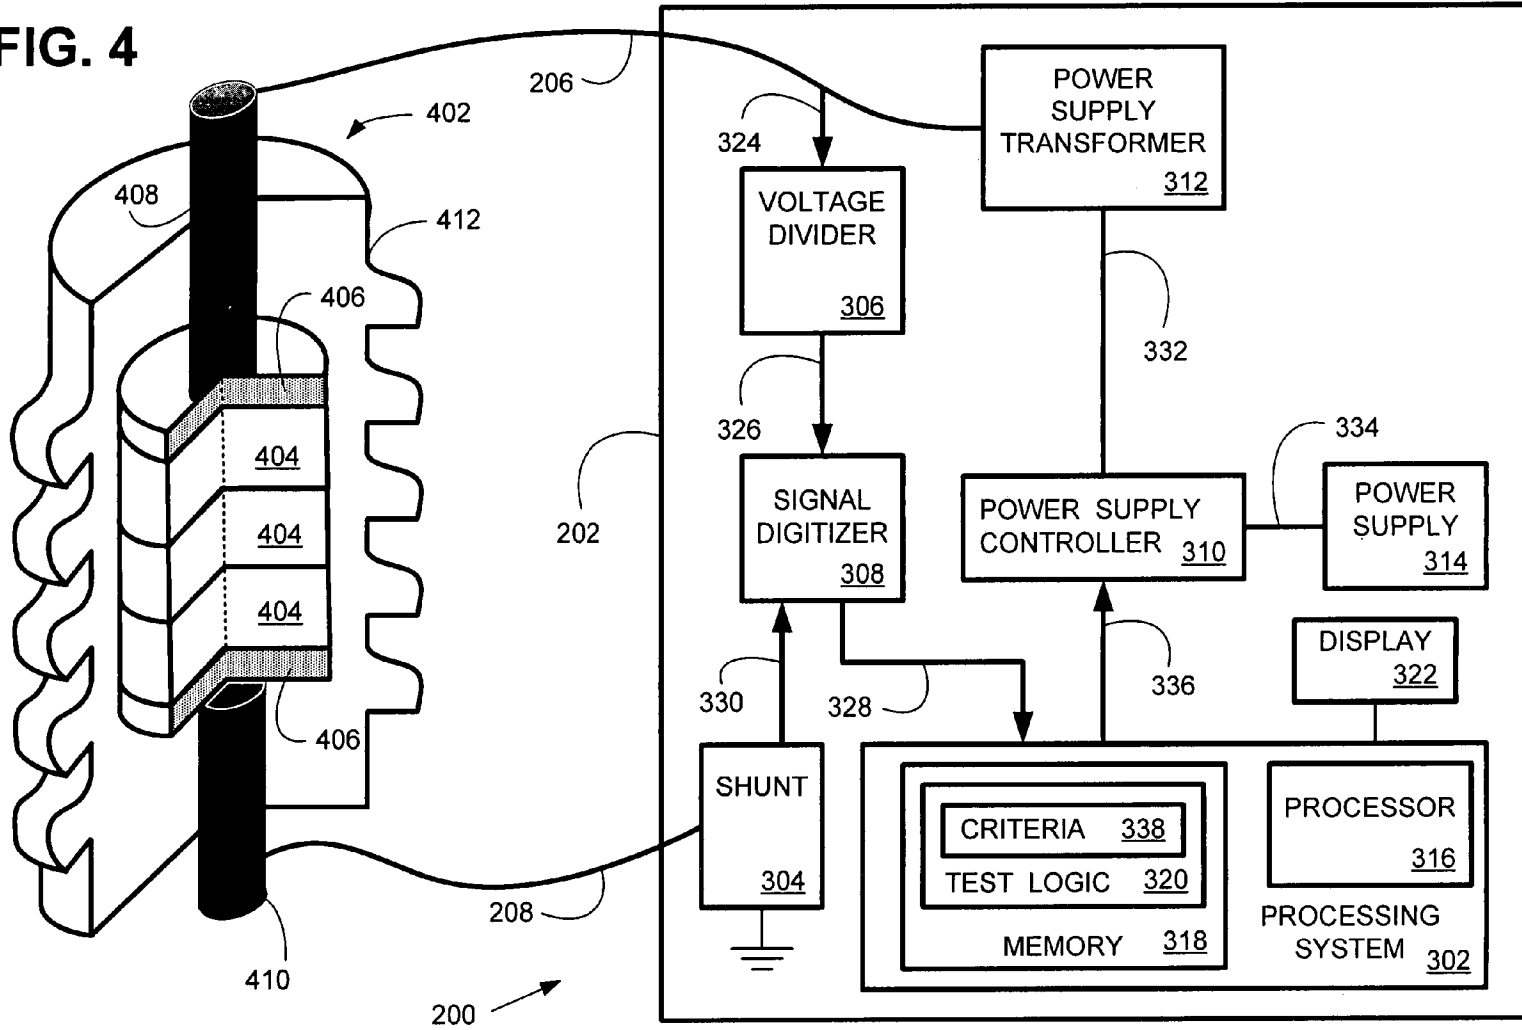 FIG. 4
206
402
408
412
406
404
404
404
406
410
208
200
202
324
VOLTAGE
DIVIDER
306
326
SIGNAL
DIGITIZER
308
330
328
SHUNT
304
POWER
SUPPLY
TRANSFORMER
312
332
334
POWER SUPPLY
CONTROLLER 310
POWER
SUPPLY
314
336
DISPLAY
322
CRITERIA 338
TEST LOGIC 320
MEMORY 318
PROCESSOR
316
PROCESSING
SYSTEM 302